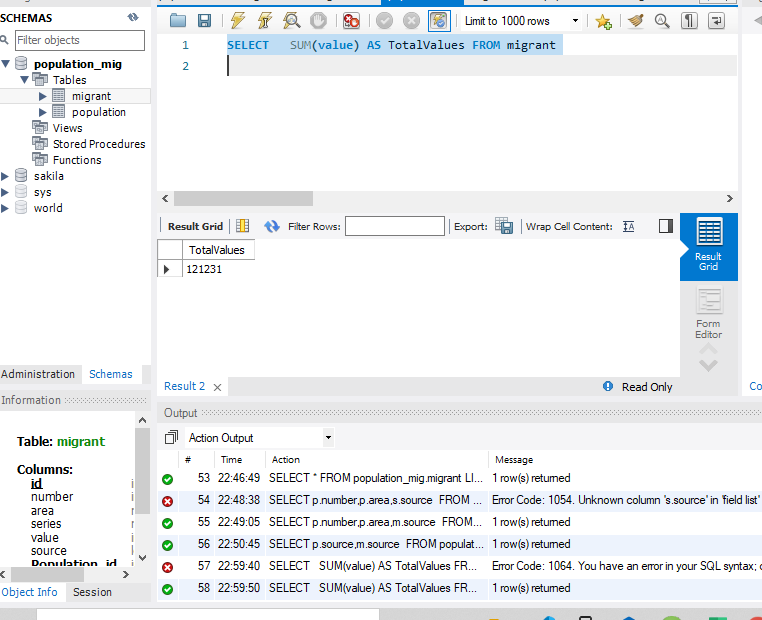 SCHEMAS
Filter objects
population_mig
Tables
migrant
population
Views
Stored Procedures
Functions
sakila
sys
world
Administration Schemas
Information
Table: migrant
Columns:
id
number
area
series
value
source
Population_id
Object Info Session
Limit to 1000 rows
1 SELECT SUM(value) AS TotalValues FROM migrant
2
Result Grid Filter Rows: Export: Wrap Cell Content:
TotalValues
121231
Result Grid
Form Editor
Result 2 Read Only
Output
Action Output
# Time Action Message
53 22:46:49 SELECT * FROM population_mig.migrant LI... 1 row(s) returned
54 22:48:38 SELECT p.number,p.area,s.source FROM ... Error Code: 1054. Unknown column 's.source' in 'field list'
55 22:49:05 SELECT p.number,p.area,m.source FROM... 1 row(s) returned
56 22:50:45 SELECT p.source,m.source FROM populat... 1 row(s) returned
57 22:59:40 SELECT SUM(value) AS TotalValues FR... Error Code: 1064. You have an error in your SQL syntax;
58 22:59:50 SELECT SUM(value) AS TotalValues FR... 1 row(s) returned